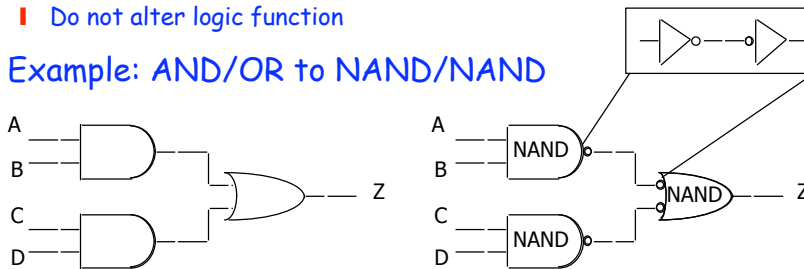 Do not alter logic function
Example: AND/OR to NAND/NAND
A
B
C
D
Z
A
B
C
D
NAND
NAND
NAND
Z